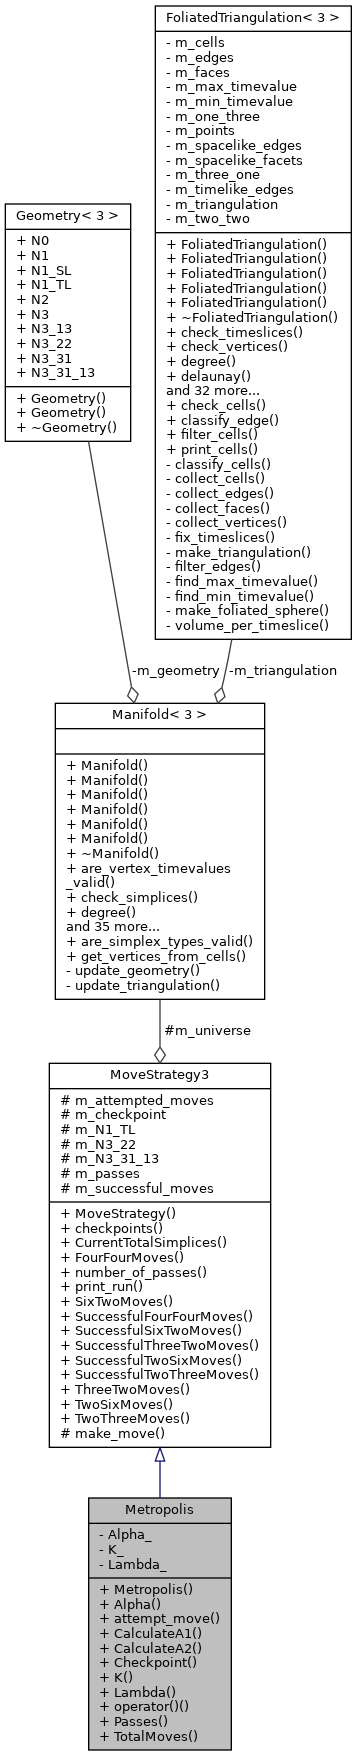 FoliatedTriangulation< 3 >
- m_cells
- m_edges
- m_faces
- m_max_timevalue
- m_min_timevalue
- m_one_three
- m_points
- m_spacelike_edges
- m_spacelike_facets
- m_three_one
- m_timelike_edges
- m_triangulation
- m_two_two
+ FoliatedTriangulation()
+ FoliatedTriangulation()
+ FoliatedTriangulation()
+ FoliatedTriangulation()
+ FoliatedTriangulation()
+ ~FoliatedTriangulation()
+ check_timeslices()
+ check_vertices()
+ degree()
+ delaunay()
and 32 more...
+ check_cells()
+ classify_edge()
+ filter_cells()
+ print_cells()
- classify_cells()
- collect_cells()
- collect_edges()
- collect_faces()
- collect_vertices()
- fix_timeslices()
- make_triangulation()
- filter_edges()
- find_max_timevalue()
- find_min_timevalue()
- make_foliated_sphere()
- volume_per_timeslice()
Geometry< 3 >
+ N0
+ N1
+ N1_SL
+ N1_TL
+ N2
+ N3
+ N3_13
+ N3_22
+ N3_31
+ N3_31_13
+ Geometry()
+ Geometry()
+ ~Geometry()
-m_geometry
-m_triangulation
Manifold< 3 >
+ Manifold()
+ Manifold()
+ Manifold()
+ Manifold()
+ Manifold()
+ Manifold()
+ ~Manifold()
+ are_vertex_timevalues
_valid()
+ check_simplices()
+ degree()
and 35 more...
+ are_simplex_types_valid()
+ get_vertices_from_cells()
- update_geometry()
- update_triangulation()
#m_universe
MoveStrategy3
# m_attempted_moves
# m_checkpoint
# m_N1_TL
# m_N3_22
# m_N3_31_13
# m_passes
# m_successful_moves
+ MoveStrategy()
+ checkpoints()
+ CurrentTotalSimplices()
+ FourFourMoves()
+ number_of_passes()
+ print_run()
+ SixTwoMoves()
+ SuccessfulFourFourMoves()
+ SuccessfulSixTwoMoves()
+ SuccessfulThreeTwoMoves()
+ SuccessfulTwoSixMoves()
+ SuccessfulTwoThreeMoves()
+ ThreeTwoMoves()
+ TwoSixMoves()
+ TwoThreeMoves()
# make_move()
Metropolis
- Alpha_
- K_
- Lambda_
+ Metropolis()
+ Alpha()
+ attempt_move()
+ CalculateA1()
+ CalculateA2()
+ Checkpoint()
+ K()
+ Lambda()
+ operator()()
+ Passes()
+ TotalMoves()